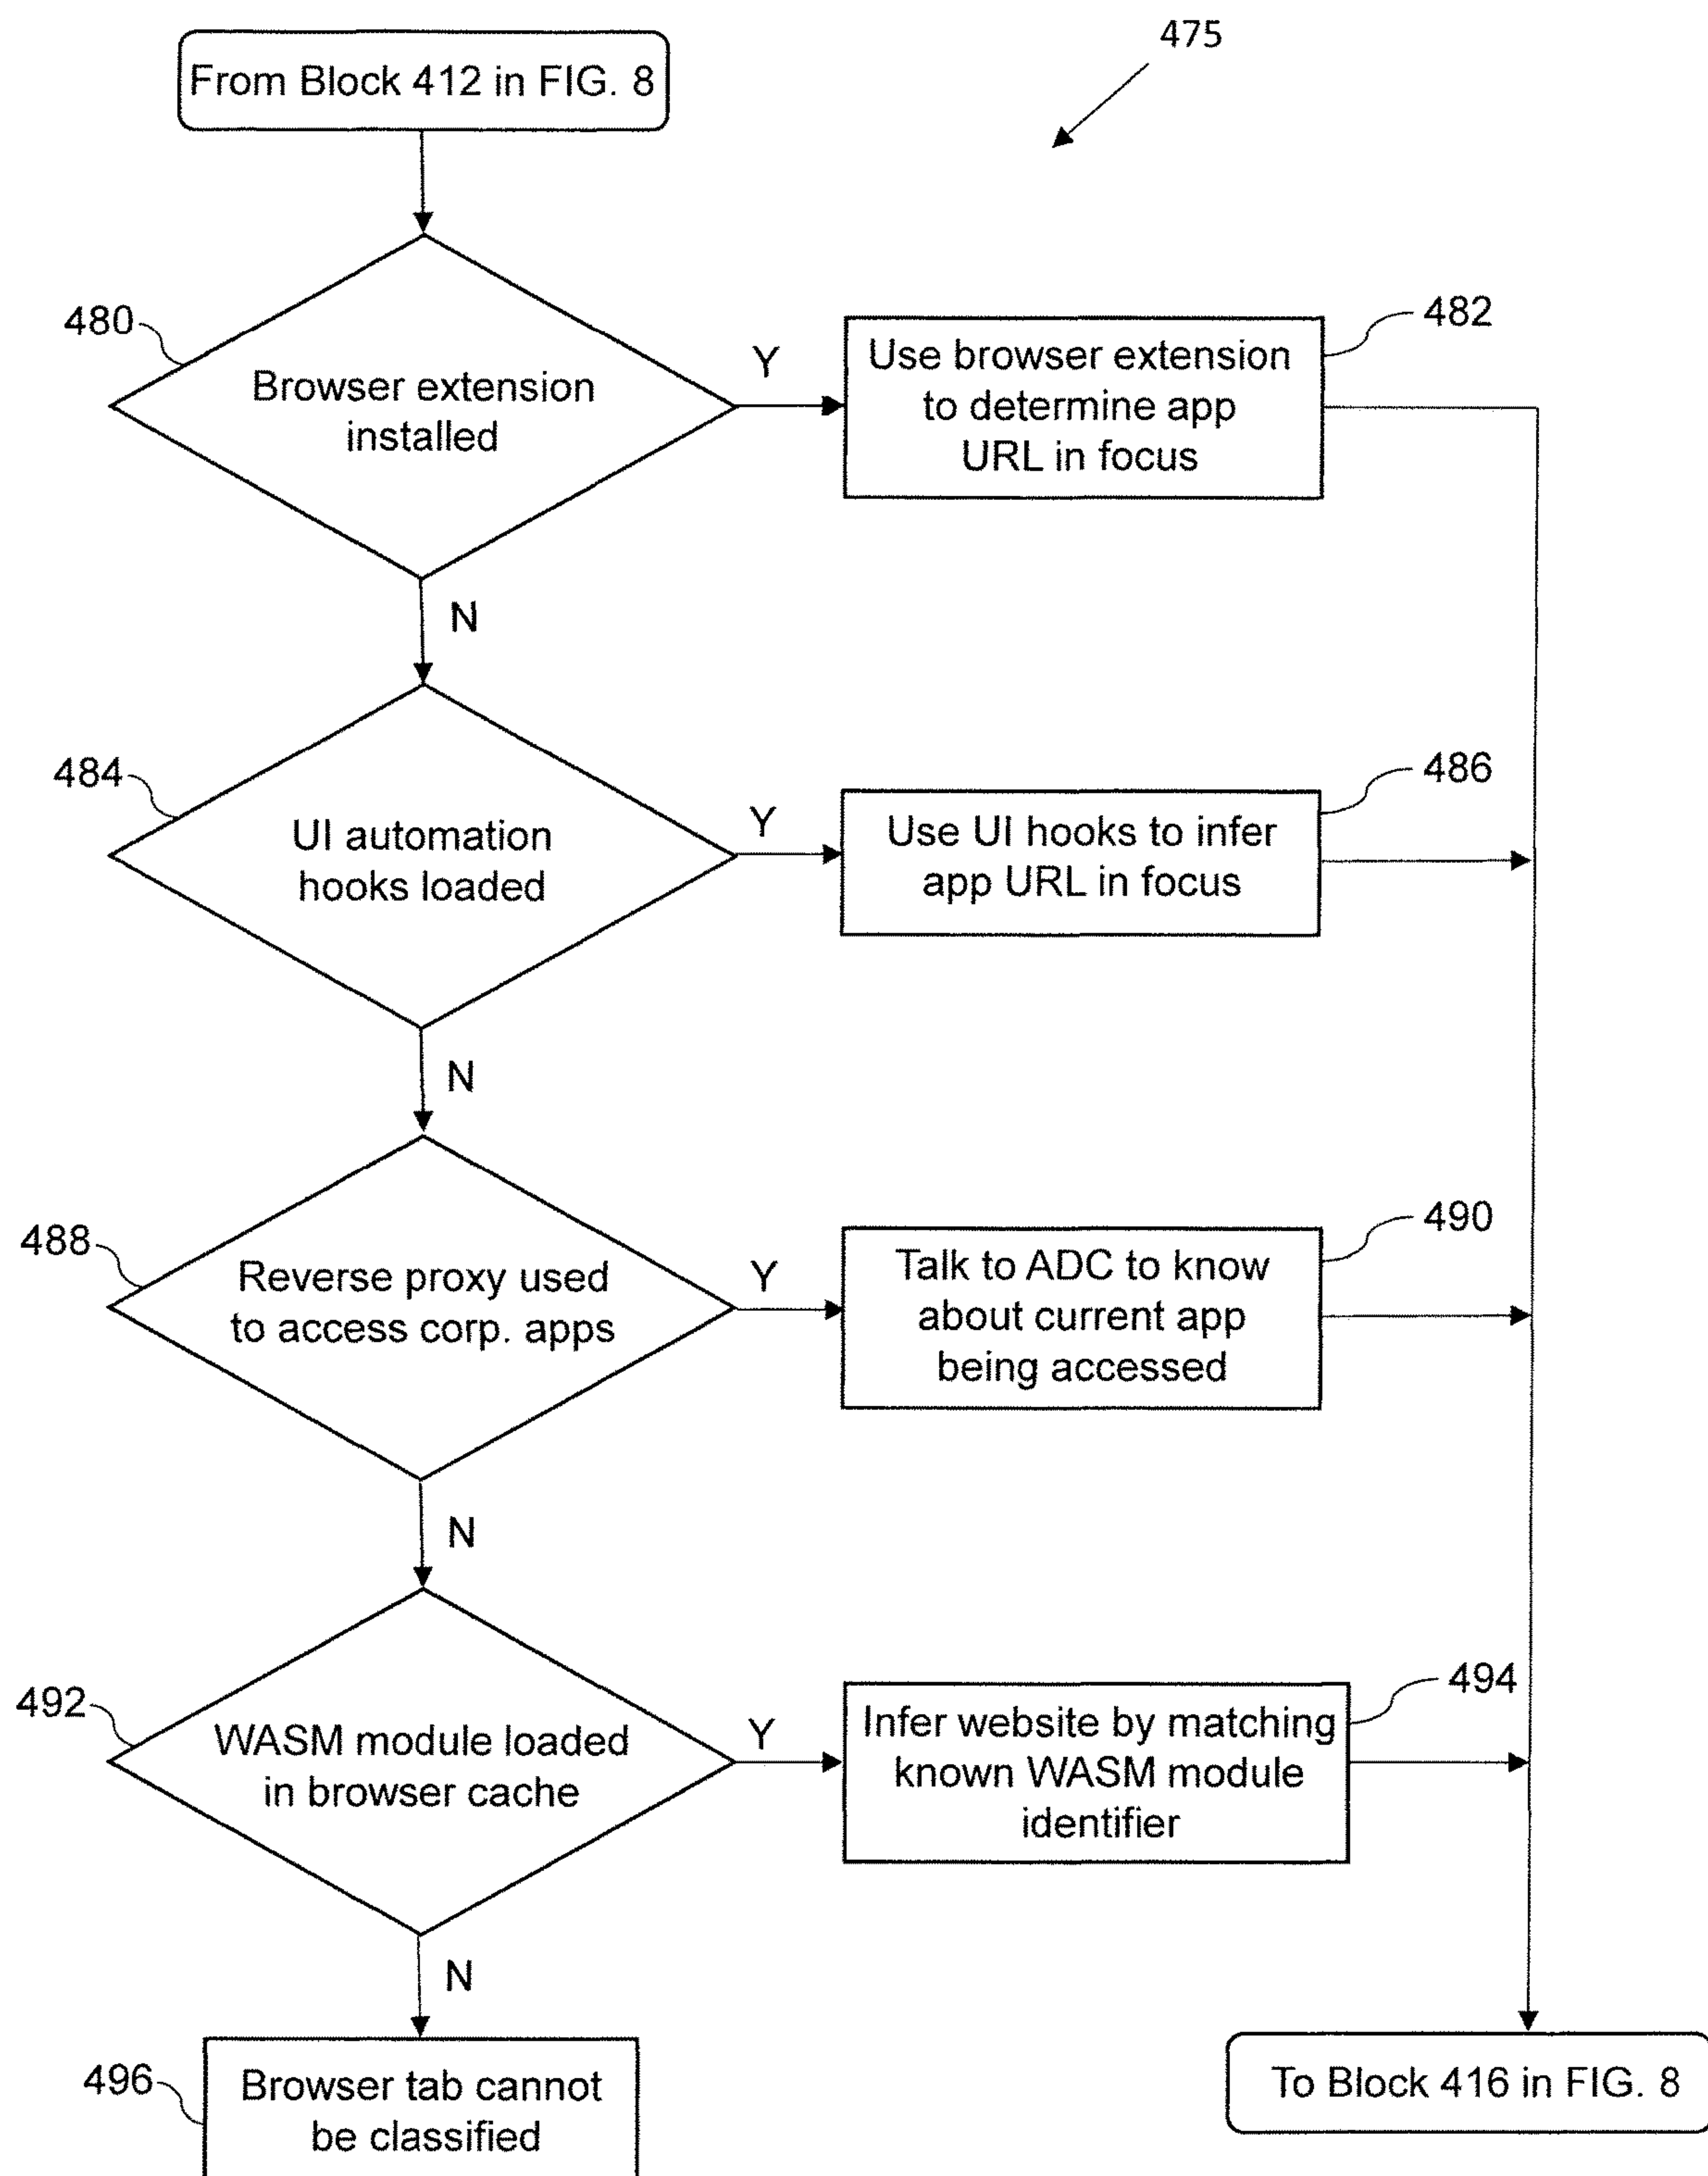 475
From Block 412 in FIG. 8
480
Browser extension
installed
Y
482
Use browser extension
to determine app
URL in focus
N
484
UI automation
hooks loaded
Y
486
Use UI hooks to infer
app URL in focus
N
488
Reverse proxy used
to access corp. apps
Y
490
Talk to ADC to know
about current app
being accessed
N
492
WASM module loaded
in browser cache
Y
494
Infer website by matching
known WASM module
identifier
N
496
Browser tab cannot
be classified
To Block 416 in FIG. 8